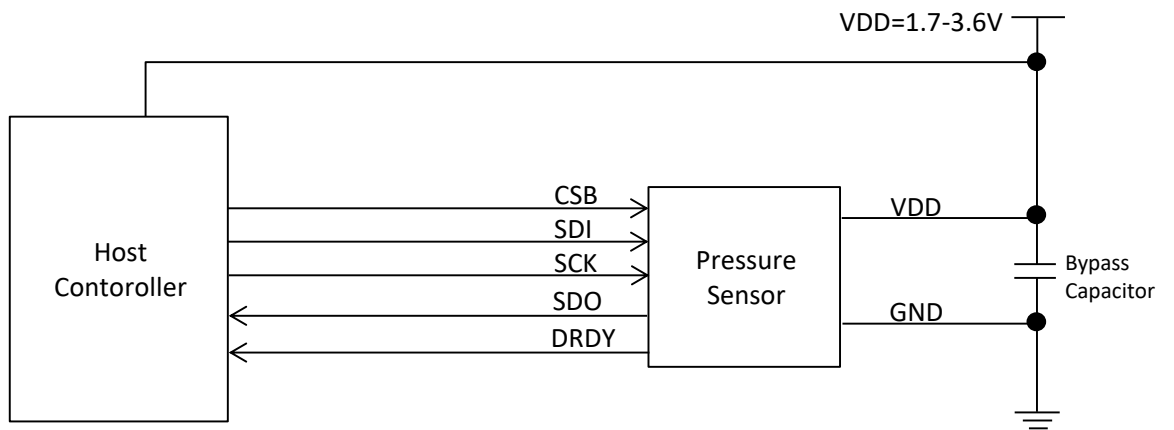 VDD=1.7-3.6V
CSB
SDI
SCK
SDO
DRDY
Host
Contoroller
Pressure
Sensor
VDD
GND
Bypass
Capacitor